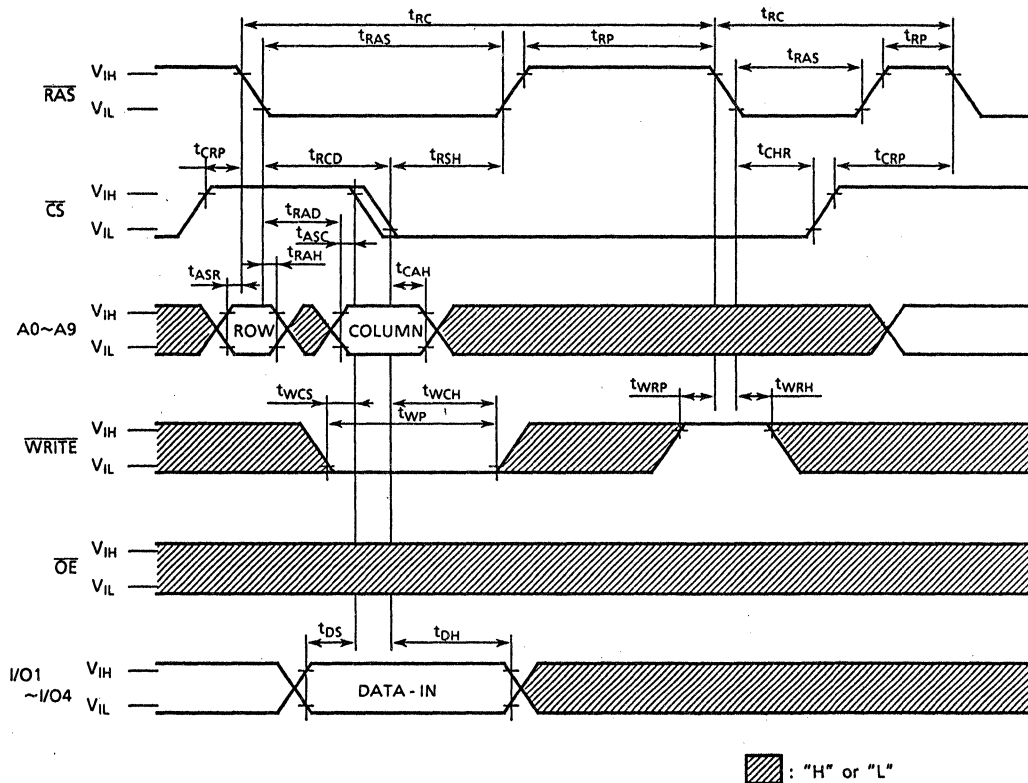 tRC tRC
tRAS tRP tRAS tRP
RAS VIH
VIL
tCRP tRCD tRSH tCHR tCRP
CS VIH
VIL
tRAD
tASC
tRAH
tASR tCAH
A0~A9 VIH
VIL
ROW COLUMN
tWCS tWCH tWRP tWRH
tWP
WRITE VIH
VIL
OE VIH
VIL
tDS tDH
I/O1
~I/O4
VIH
VIL
DATA - IN
: "H" or "L"